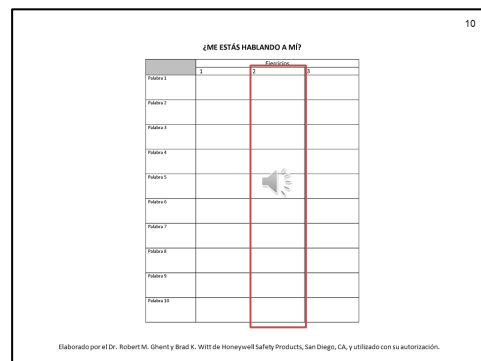 10
¿ME ESTÁS HABLANDO A MÍ?
Ejercicios
1 2 3
Palabra 1
Palabra 2
Palabra 3
Palabra 4
Palabra 5
Palabra 6
Palabra 7
Palabra 8
Palabra 9
Palabra 10
Elaborado por el Dr. Robert M. Ghent y Brad K. Witt de Honeywell Safety Products, San Diego, CA, y utilizado con su autorización.